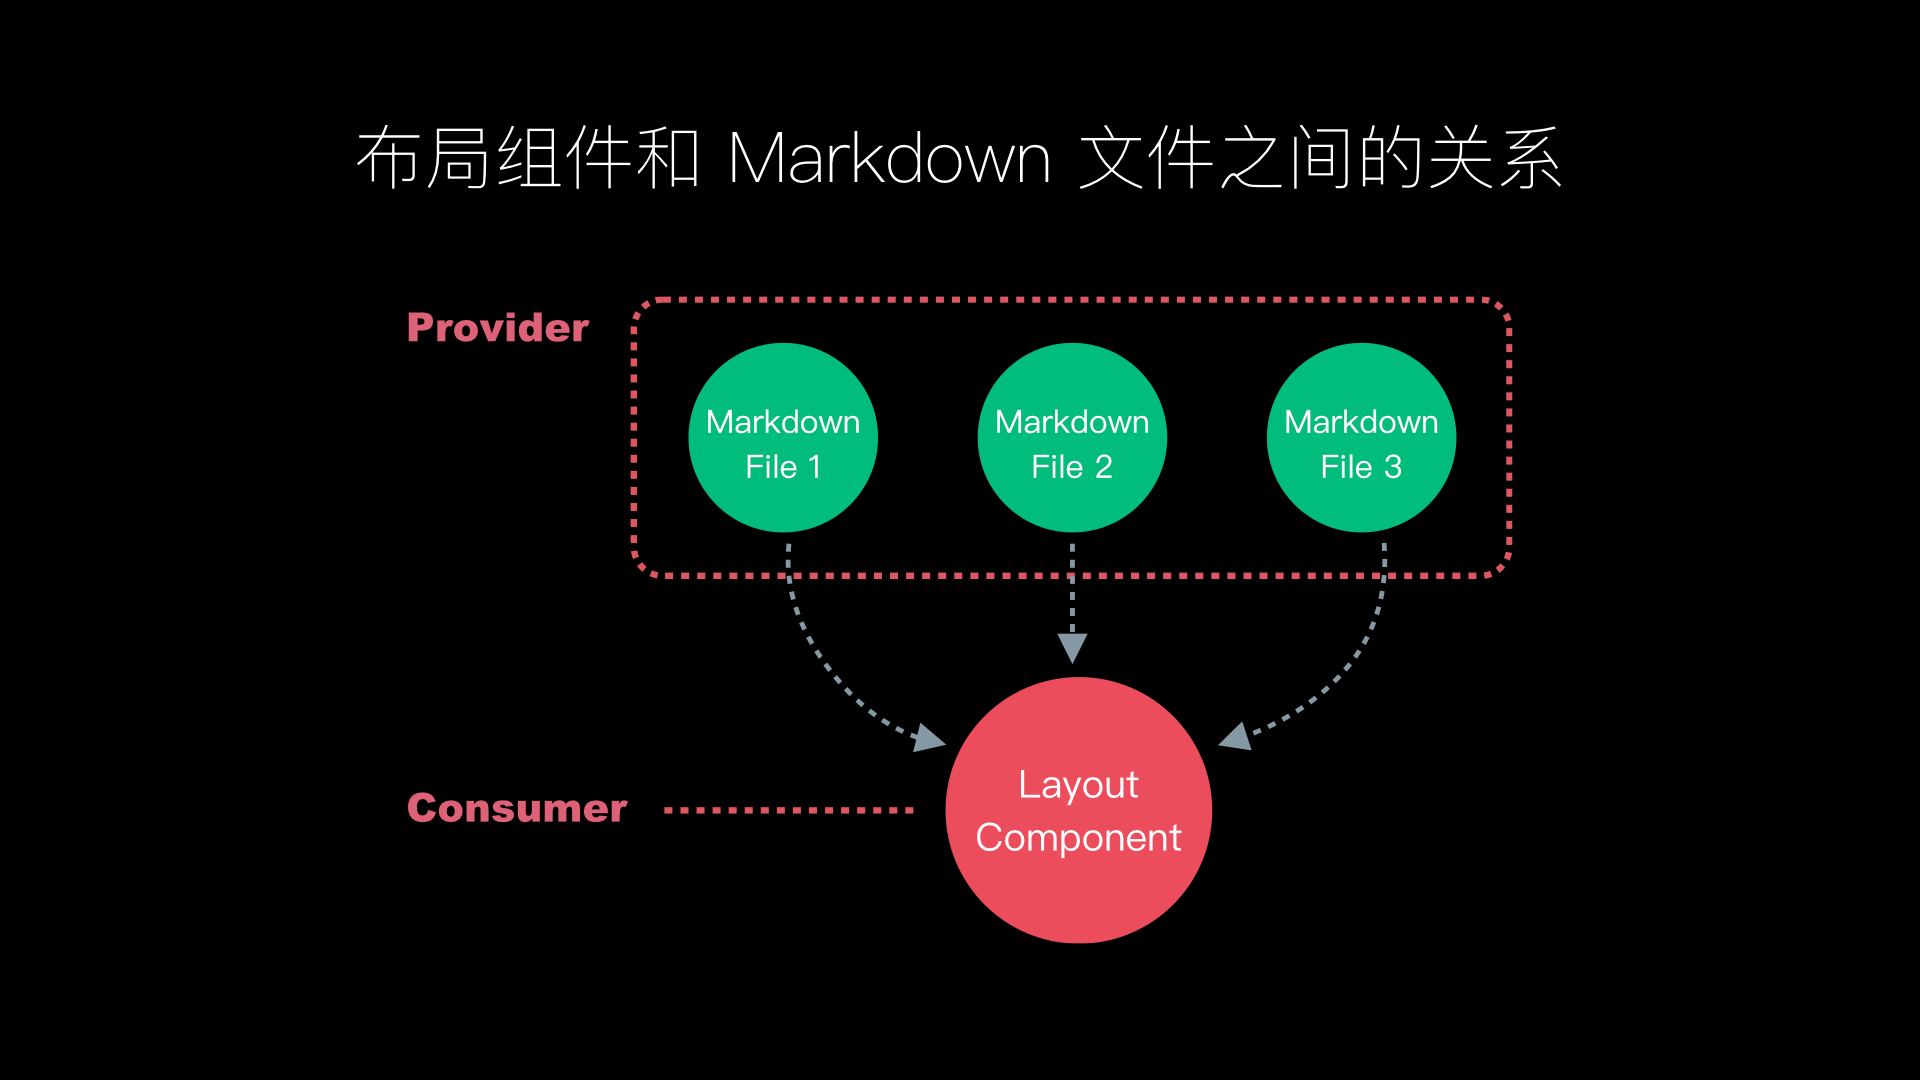 布局组件和 Markdown 文件之间的关系
Provider
Markdown
File 1
Markdown
File 2
Markdown
File 3
Consumer
Layout
Component